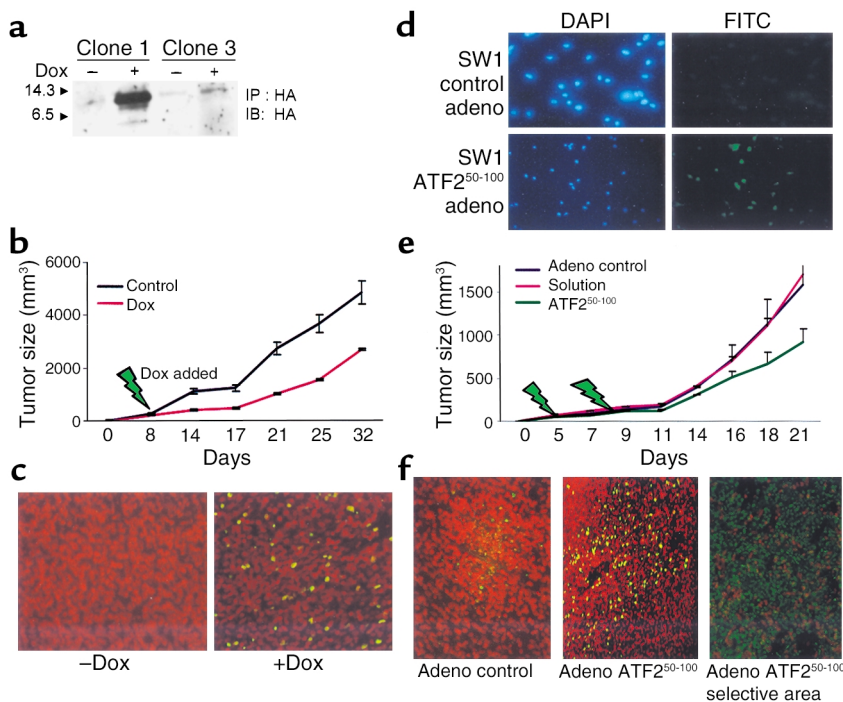 a
Clone 1 Clone 3
Dox – + – +
14.3
6.5
IP : HA
IB: HA
b
Tumor size (mm³)
6000
4000
2000
0
Control
Dox
Dox added
0 8 14 17 21 25 32
Days
c
–Dox
+Dox
d
DAPI FITC
SW1
control
adeno
SW1
ATF2⁵⁰⁻¹⁰⁰
adeno
e
Tumor size (mm³)
1500
1000
500
0
Adeno control
Solution
ATF2⁵⁰⁻¹⁰⁰
0 5 7 9 11 14 16 18 21
Days
f
Adeno control
Adeno ATF2⁵⁰⁻¹⁰⁰
Adeno ATF2⁵⁰⁻¹⁰⁰
selective area